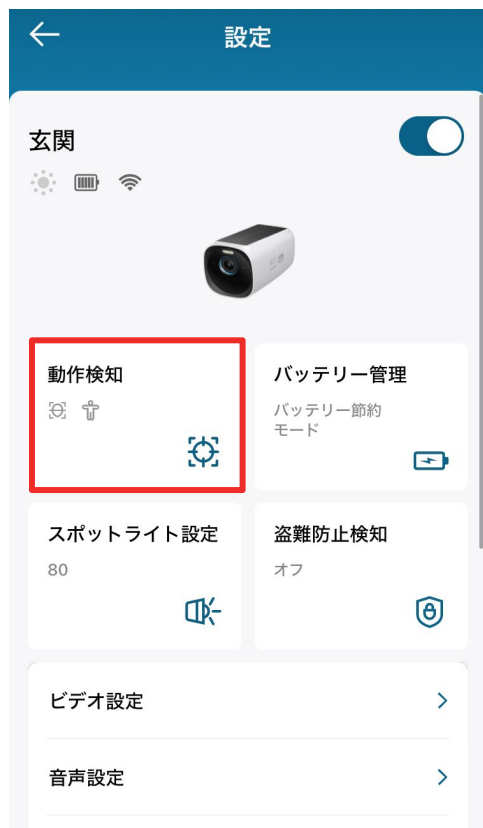 設定
玄関
動作検知
バッテリー管理
バッテリー節約
モード
スポットライト設定
80
盗難防止検知
オフ
ビデオ設定
音声設定